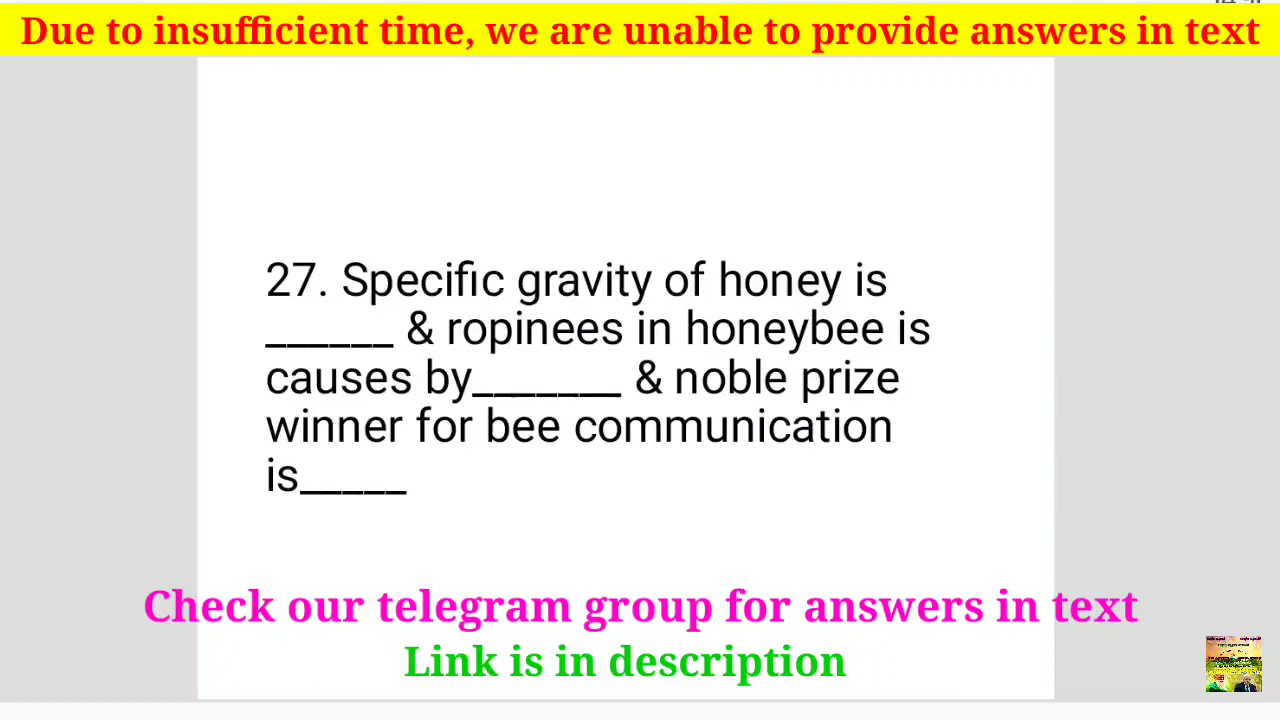 Due to insufficient time, we are unable to provide answers in text
27. Specific gravity of honey is
______ & ropinees in honeybee is
causes by_______ & noble prize
winner for bee communication
is_____
Check our telegram group for answers in text
Link is in description